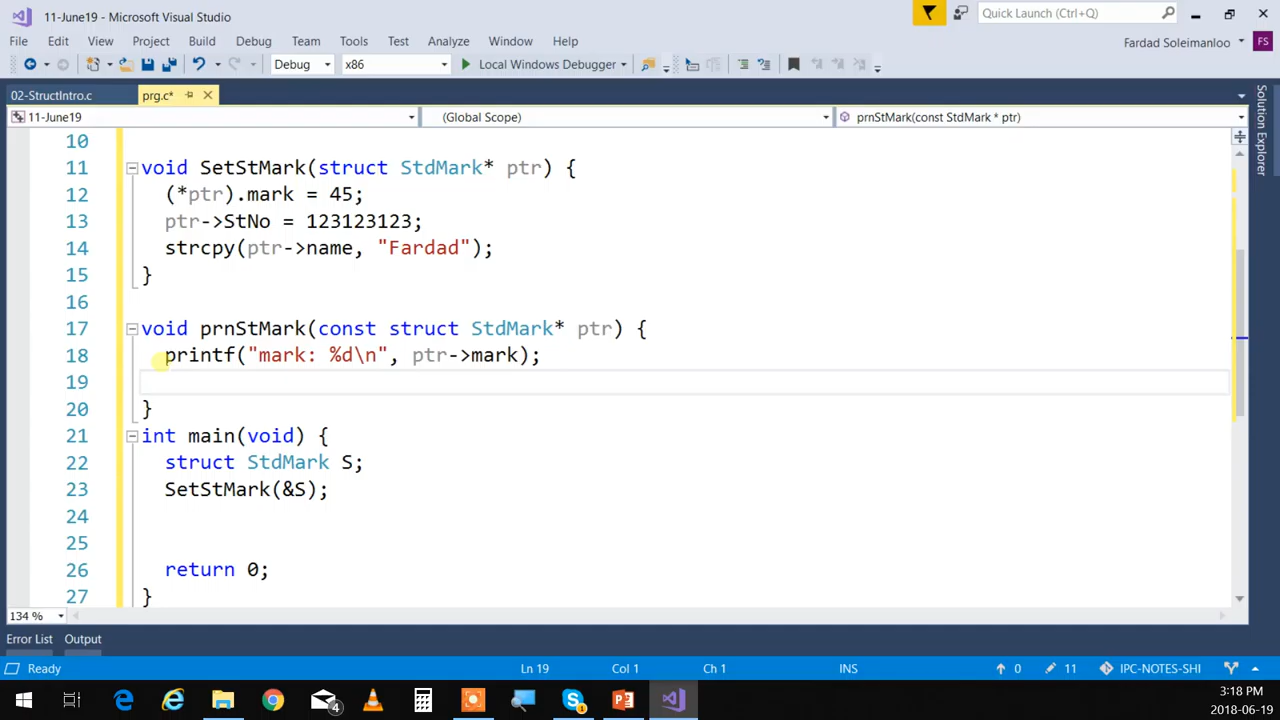 11-June19 - Microsoft Visual Studio
Quick Launch (Ctrl+Q)
File Edit View Project Build Debug Team Tools Test Analyze Window Help
Fardad Soleimanloo FS
Debug x86 Local Windows Debugger
02-StructIntro.c prg.c*
11-June19 (Global Scope) prnStMark(const StdMark * ptr)
Solution Explorer
10
11 void SetStMark(struct StdMark* ptr) {
12 (*ptr).mark = 45;
13 ptr->StNo = 123123123;
14 strcpy(ptr->name, "Fardad");
15 }
16
17 void prnStMark(const struct StdMark* ptr) {
18 printf("mark: %d\n", ptr->mark);
19
20 }
21 int main(void) {
22 struct StdMark S;
23 SetStMark(&S);
24
25
26 return 0;
27 }
134 %
Error List Output
Ready Ln 19 Col 1 Ch 1 INS 0 11 IPC-NOTES-SHI
4 1 3:18 PM
2018-06-19